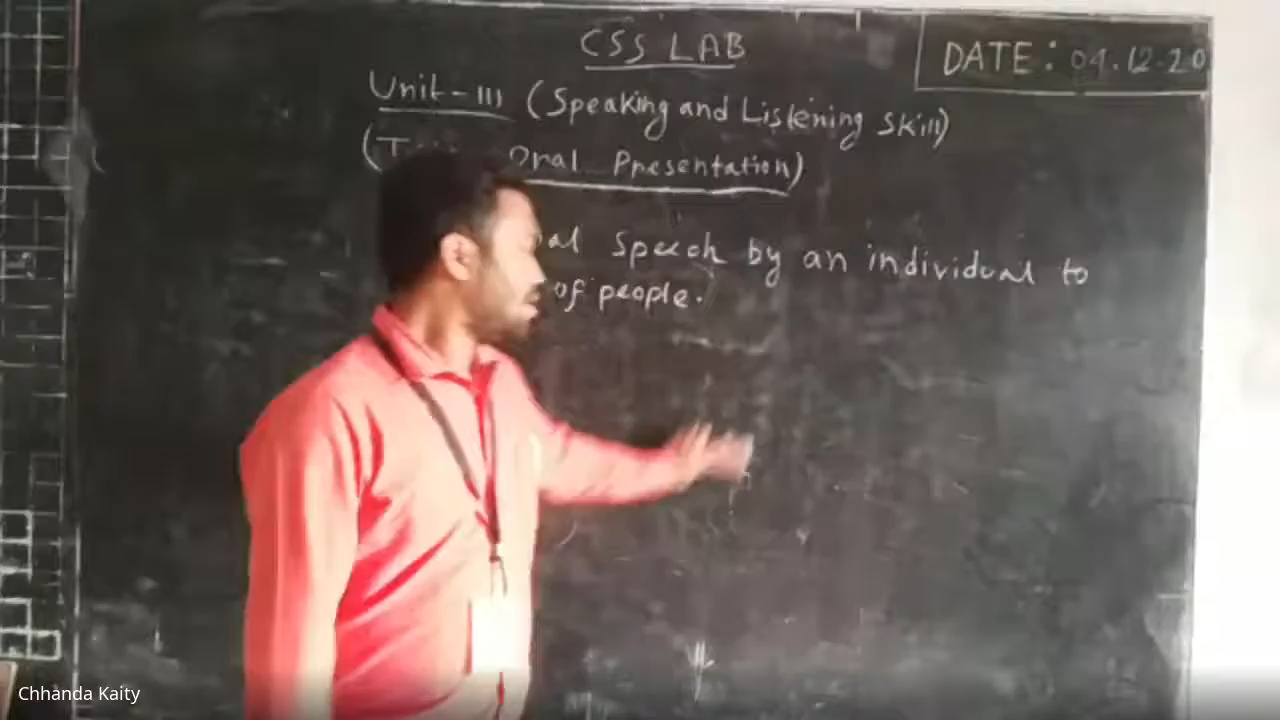 CSS LAB
DATE: 04.12.20
Unit-III (Speaking and Listening Skill)
Oral Presentation)
Speech by an individual to
of people.
Chhanda Kaity